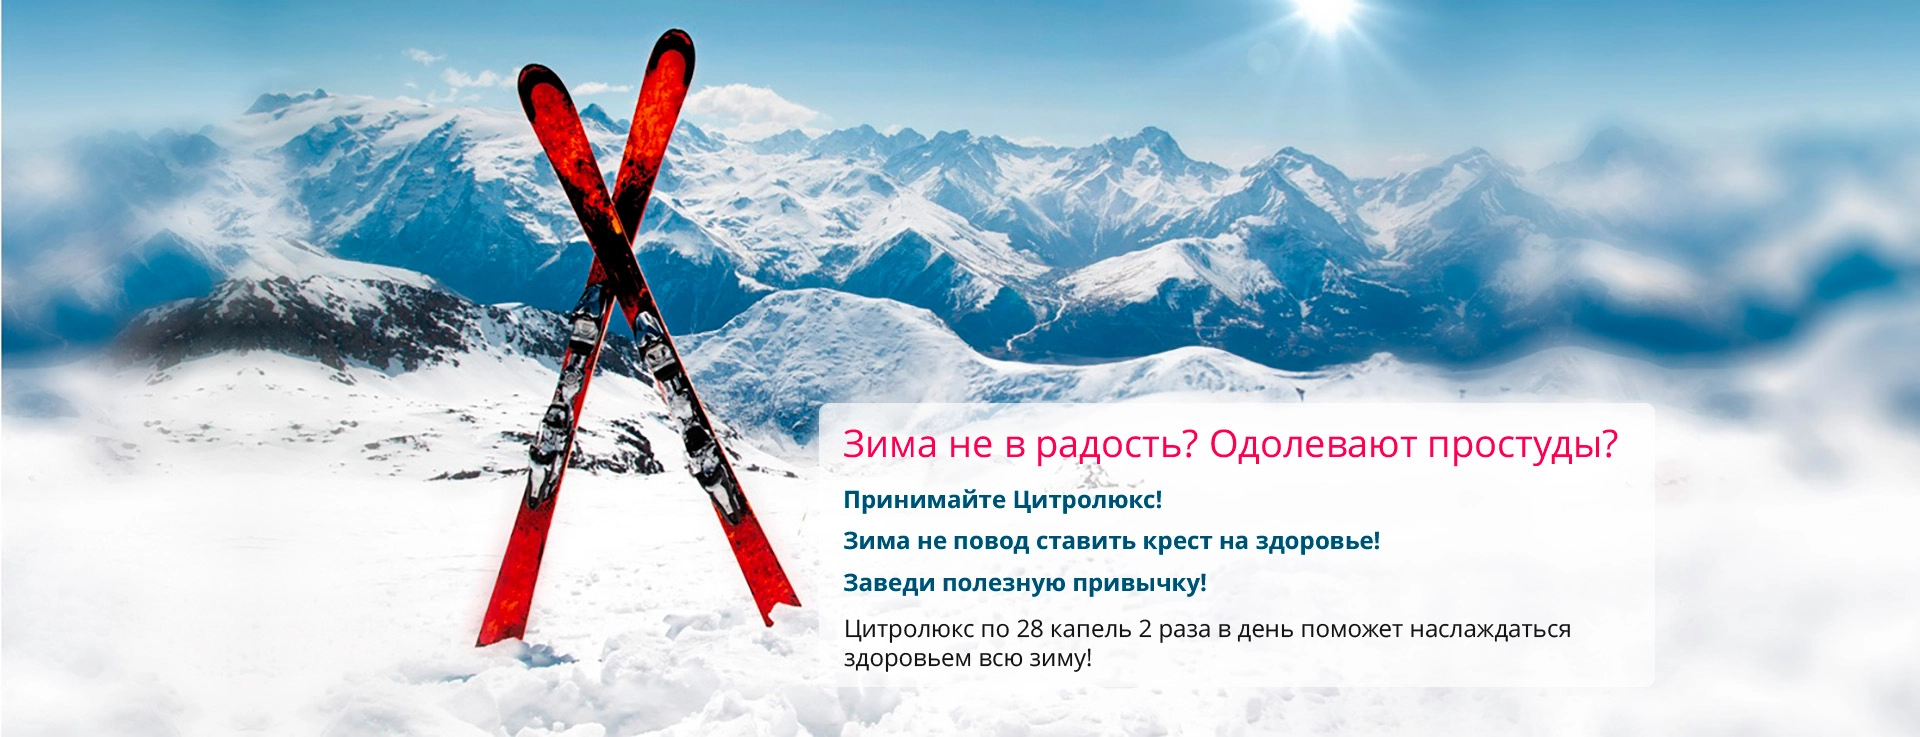 Зима не в радость? Одолевают простуды?
Принимайте Цитролюкс!
Зима не повод ставить крест на здоровье!
Заведи полезную привычку!
Цитролюкс по 28 капель 2 раза в день поможет наслаждаться
здоровьем всю зиму!